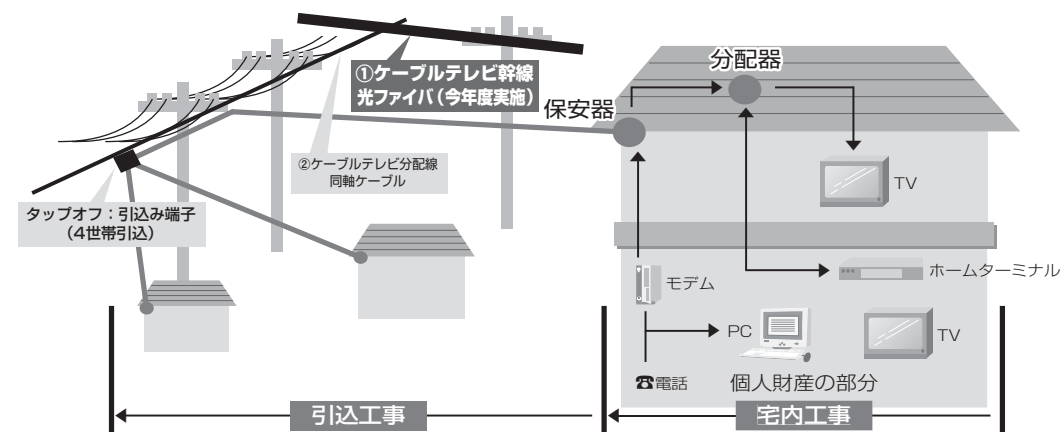 ①ケーブルテレビ幹線
光ファイバ（今年度実施）
分配器
保安器
②ケーブルテレビ分配線
同軸ケーブル
TV
タップオフ：引込み端子
（4世帯引込）
モデム
ホームターミナル
PC
TV
☎電話
個人財産の部分
引込工事
宅内工事